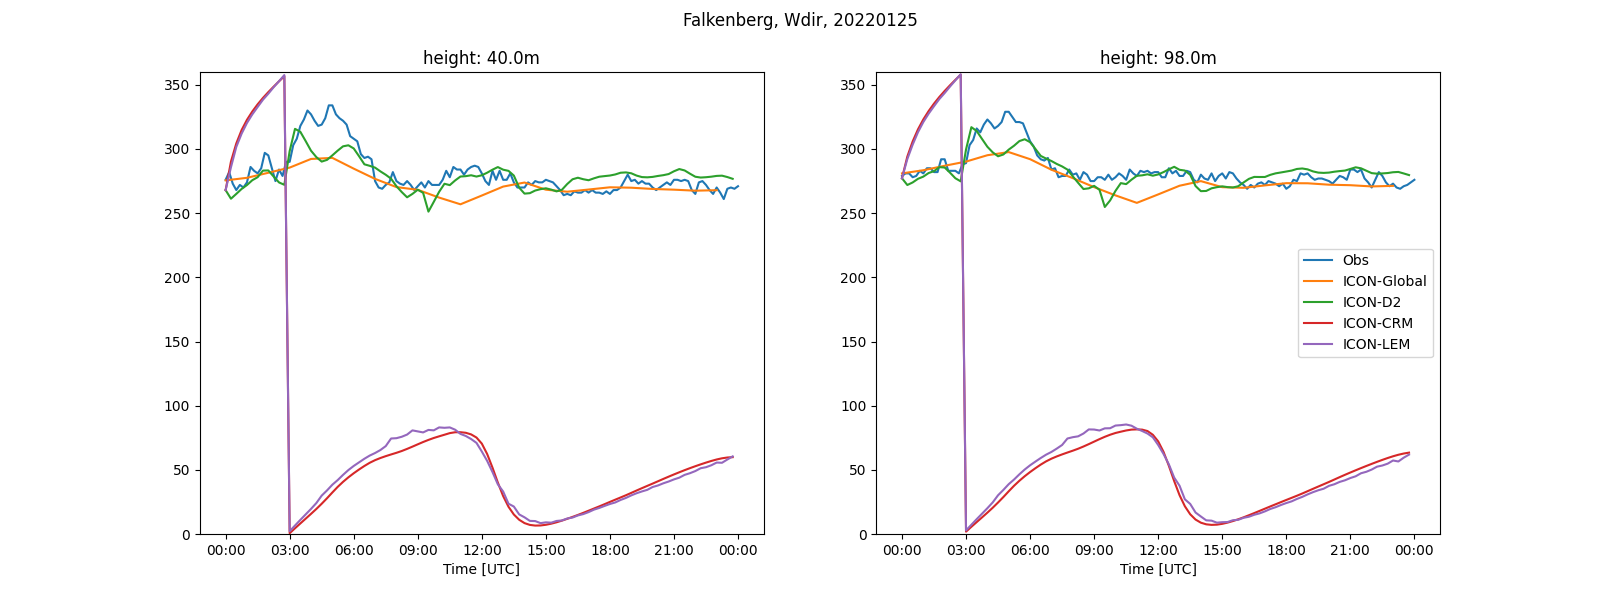 Falkenberg, Wdir, 20220125
height: 40.0m
350
300
250
200
150
100
50
0
00:00 03:00 06:00 09:00 12:00 15:00 18:00 21:00 00:00
Time [UTC]
height: 98.0m
350
300
250
200
150
100
50
0
Obs
ICON-Global
ICON-D2
ICON-CRM
ICON-LEM
00:00 03:00 06:00 09:00 12:00 15:00 18:00 21:00 00:00
Time [UTC]